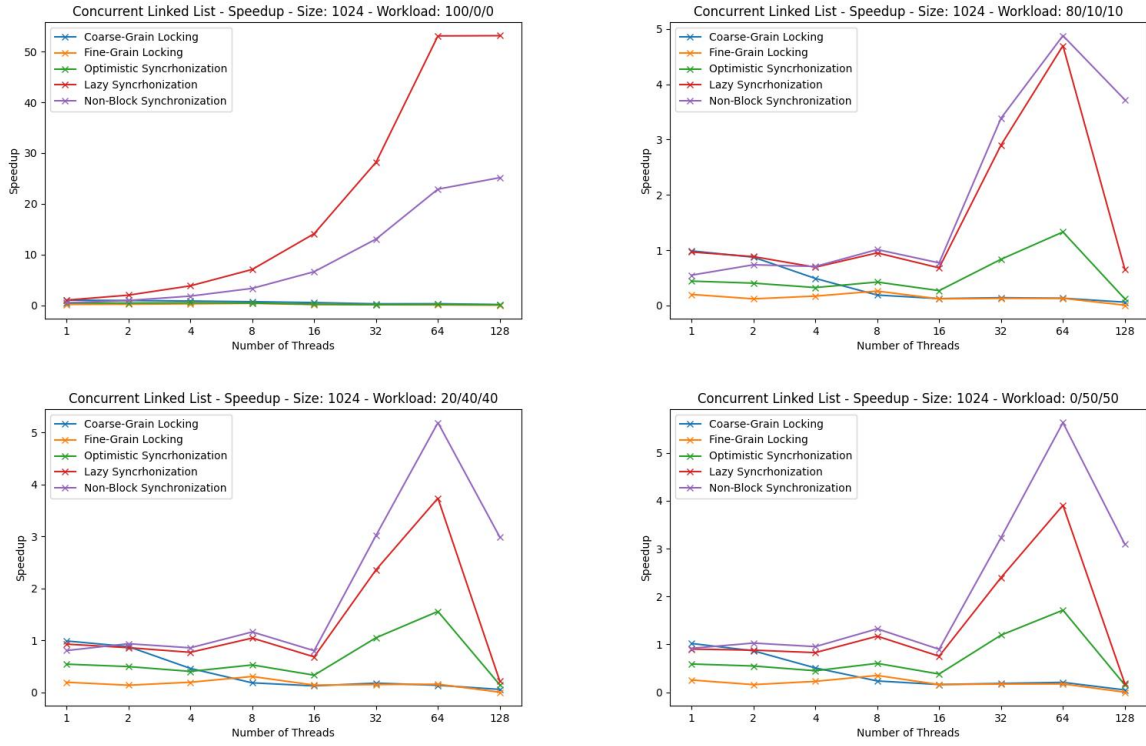 Concurrent Linked List - Speedup - Size: 1024 - Workload: 100/0/0
Coarse-Grain Locking
Fine-Grain Locking
Optimistic Syncrhonization
Lazy Syncrhonization
Non-Block Synchronization
50
40
30
20
10
0
Speedup
1 2 4 8 16 32 64 128
Number of Threads
Concurrent Linked List - Speedup - Size: 1024 - Workload: 80/10/10
Coarse-Grain Locking
Fine-Grain Locking
Optimistic Syncrhonization
Lazy Syncrhonization
Non-Block Synchronization
5
4
3
2
1
0
Speedup
1 2 4 8 16 32 64 128
Number of Threads
Concurrent Linked List - Speedup - Size: 1024 - Workload: 20/40/40
Coarse-Grain Locking
Fine-Grain Locking
Optimistic Syncrhonization
Lazy Syncrhonization
Non-Block Synchronization
5
4
3
2
1
0
Speedup
1 2 4 8 16 32 64 128
Number of Threads
Concurrent Linked List - Speedup - Size: 1024 - Workload: 0/50/50
Coarse-Grain Locking
Fine-Grain Locking
Optimistic Syncrhonization
Lazy Syncrhonization
Non-Block Synchronization
5
4
3
2
1
0
Speedup
1 2 4 8 16 32 64 128
Number of Threads